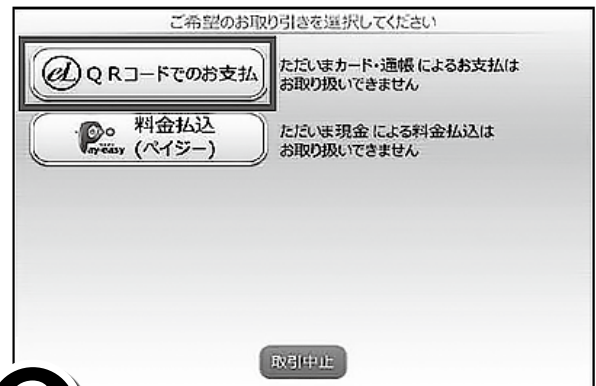 ご希望のお取り引きを選択してください
eL QRコードでのお支払
ただいまカード・通帳 によるお支払は
お取り扱いできません
Pay-easy
料金払込
(ペイジー)
ただいま現金 による料金払込は
お取り扱いできません
取引中止